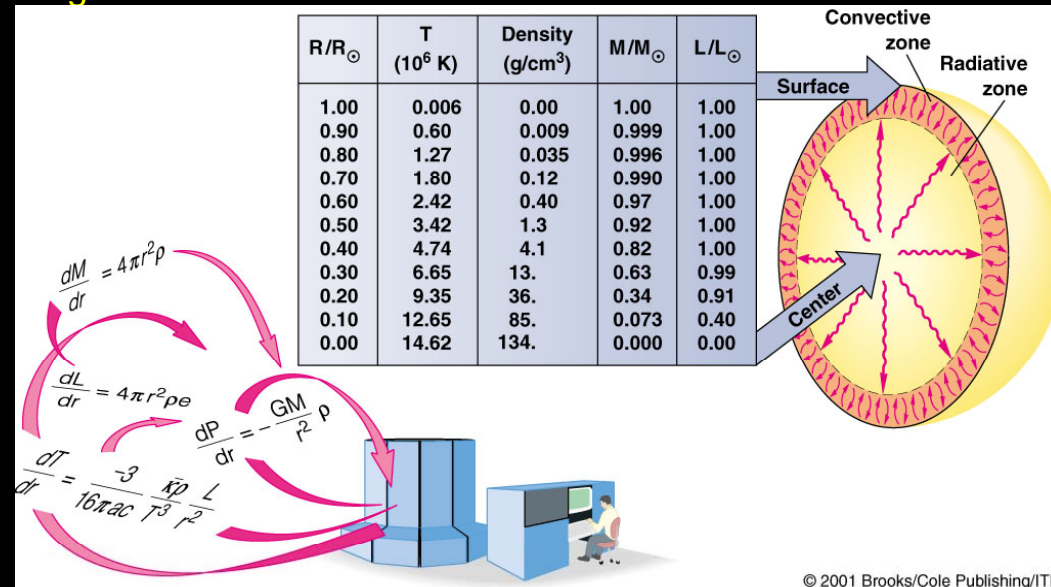 R/R☉ T (10⁶ K) Density (g/cm³) M/M☉ L/L☉
1.00 0.006 0.00 1.00 1.00
0.90 0.60 0.009 0.999 1.00
0.80 1.27 0.035 0.996 1.00
0.70 1.80 0.12 0.990 1.00
0.60 2.42 0.40 0.97 1.00
0.50 3.42 1.3 0.92 1.00
0.40 4.74 4.1 0.82 1.00
0.30 6.65 13. 0.63 0.99
0.20 9.35 36. 0.34 0.91
0.10 12.65 85. 0.073 0.40
0.00 14.62 134. 0.000 0.00
Convective
zone
Radiative
zone
Surface
Center
dM/dr = 4πr²ρ
dL/dr = 4πr²ρe
dP/dr = -GM/r² ρ
dT/dr = -3/16πac κ̄ρ/T³ L/r²
© 2001 Brooks/Cole Publishing/IT